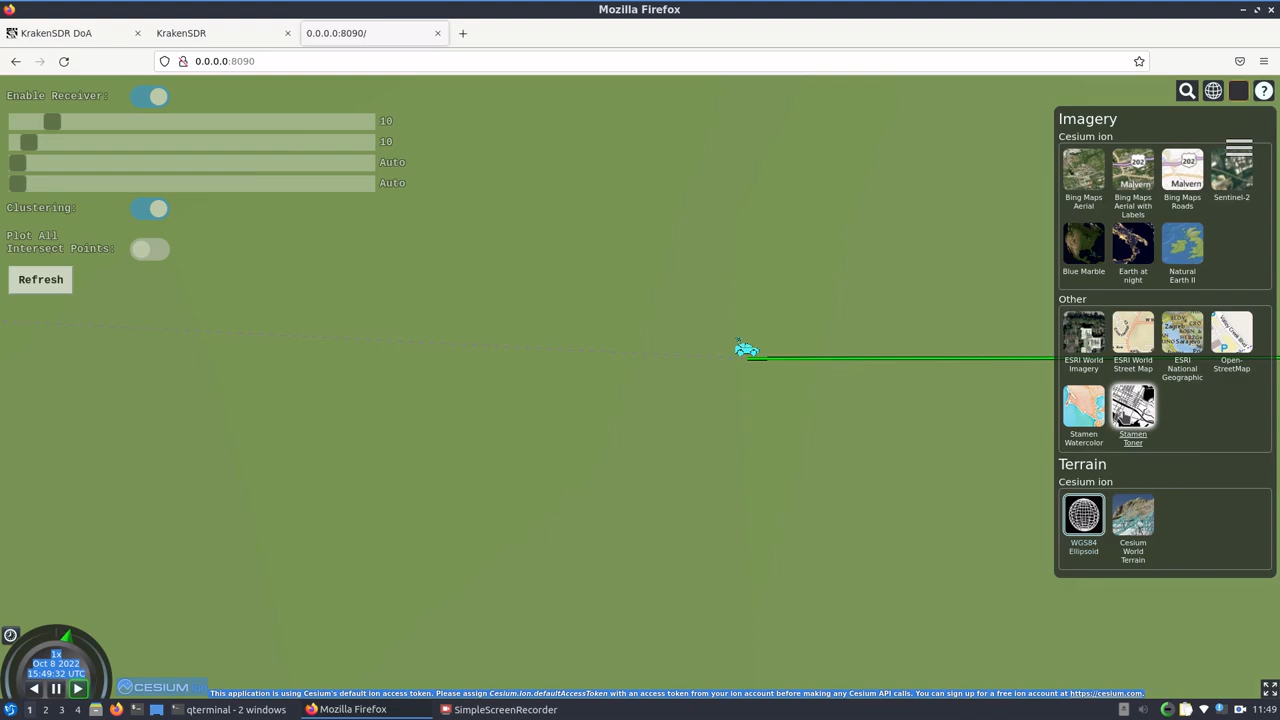 Mozilla Firefox
KrakenSDR DoA
KrakenSDR
0.0.0.0:8090/
0.0.0.0:8090
Enable Receiver:
10
10
Auto
Auto
Clustering:
Plot All
Intersect Points:
Refresh
Imagery
Cesium ion
Bing Maps
Aerial
Bing Maps
Aerial with
Labels
Bing Maps
Roads
Sentinel-2
Blue Marble
Earth at
night
Natural
Earth II
Other
ESRI World
Imagery
ESRI World
Street Map
ESRI
National
Geographic
Open-
StreetMap
Stamen
Watercolor
Stamen
Toner
Terrain
Cesium ion
WGS84
Ellipsoid
Cesium
World
Terrain
1x
Oct 8 2022
15:49:32 UTC
CESIUM ion
This application is using Cesium's default ion access token. Please assign Cesium.Ion.defaultAccessToken with an access token from your ion account before making any Cesium API calls. You can sign up for a free ion account at https://cesium.com.
1 2 3 4
qterminal - 2 windows
Mozilla Firefox
SimpleScreenRecorder
11:49